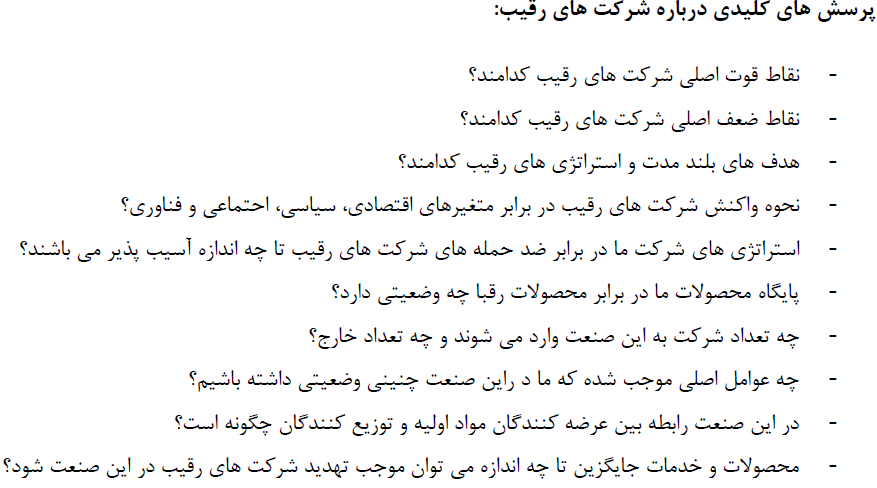 پرسش های کلیدی درباره شرکت های رقیب:
- نقاط قوت اصلی شرکت های رقیب کدامند؟
- نقاط ضعف اصلی شرکت های رقیب کدامند؟
- هدف های بلند مدت و استراتژی های رقیب کدامند؟
- نحوه واکنش شرکت های رقیب در برابر متغیرهای اقتصادی، سیاسی، احتماعی و فناوری؟
- استراتژی های شرکت ما در برابر ضد حمله های شرکت های رقیب تا چه اندازه آسیب پذیر می باشند؟
- پایگاه محصولات ما در برابر محصولات رقبا چه وضعیتی دارد؟
- چه تعداد شرکت به این صنعت وارد می شوند و چه تعداد خارج؟
- چه عوامل اصلی موجب شده که ما د راین صنعت چنینی وضعیتی داشته باشیم؟
- در این صنعت رابطه بین عرضه کنندگان مواد اولیه و توزیع کنندگان چگونه است؟
- محصولات و خدمات جایگزین تا چه اندازه می توان موجب تهدید شرکت های رقیب در این صنعت شود؟